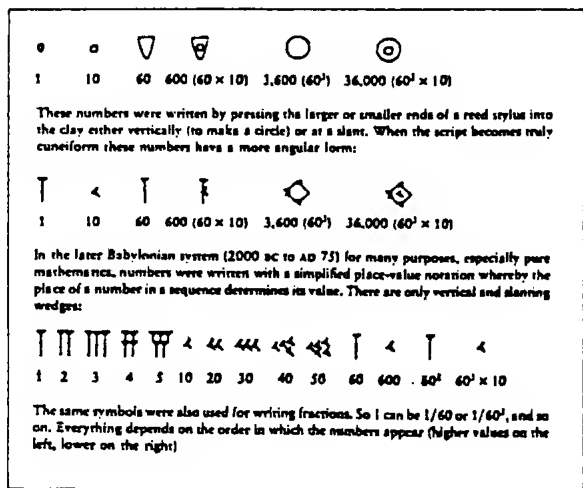 1 10 60 600 (60 × 10) 3,600 (60²) 36,000 (60² × 10)
These numbers were written by pressing the larger or smaller ends of a reed stylus into
the clay either vertically (to make a circle) or at a slant. When the script becomes truly
cuneiform these numbers have a more angular form:
1 10 60 600 (60 × 10) 3,600 (60²) 36,000 (60² × 10)
In the later Babylonian system (2000 BC to AD 75) for many purposes, especially pure
mathematics, numbers were written with a simplified place-value notation whereby the
place of a number in a sequence determines its value. There are only vertical and slanting
wedges:
1 2 3 4 5 10 20 30 40 50 60 600 60² 60² × 10
The same symbols were also used for writing fractions. So 1 can be 1/60 or 1/60², and so
on. Everything depends on the order in which the numbers appear (higher values on the
left, lower on the right)